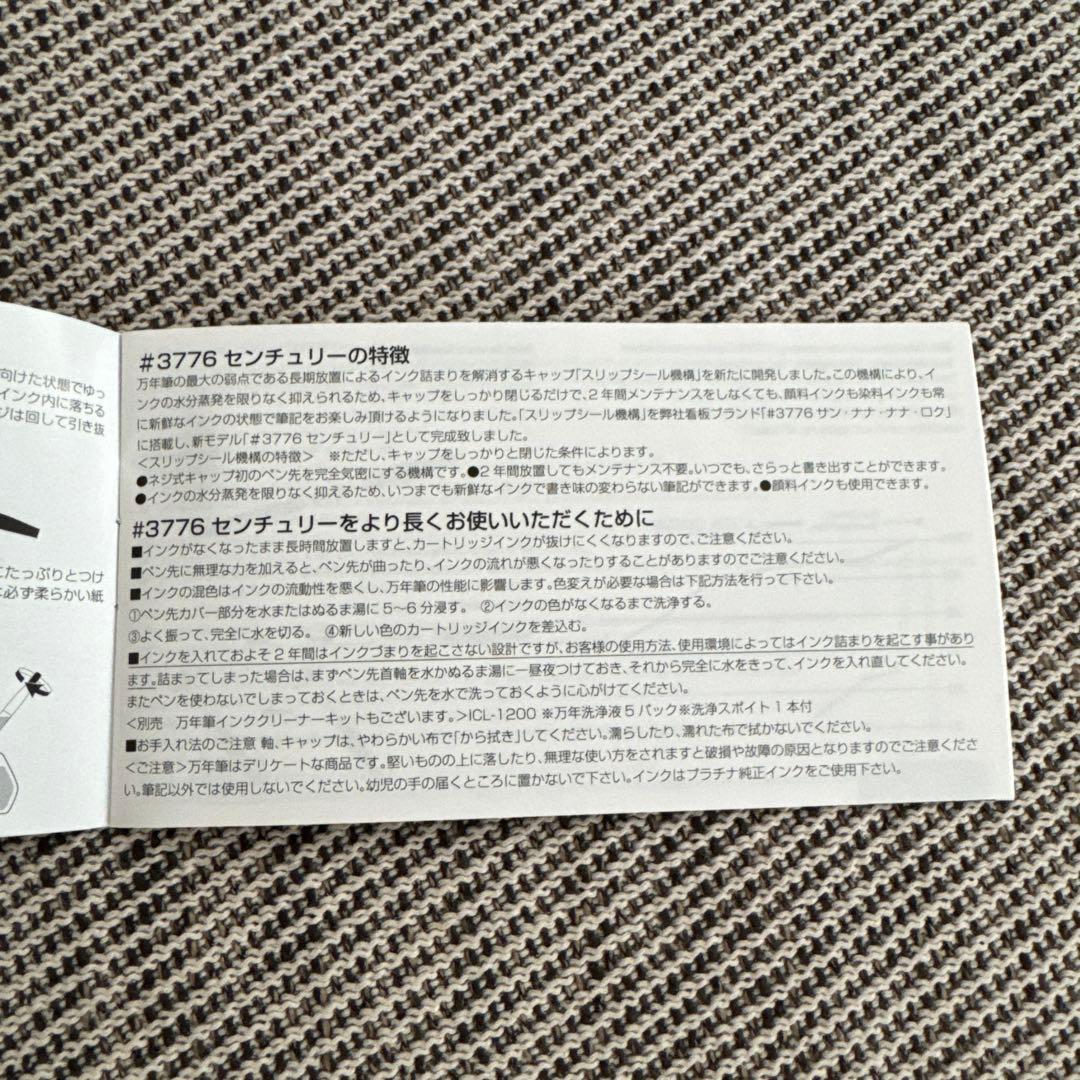 向けた状態でゆっ
インク内に落ちる
ジは回して引き抜
こたっぷりとつけ
に必ず柔らかい紙
#3776 センチュリーの特徴
万年筆の最大の弱点である長期放置によるインク詰まりを解消するキャップ「スリップシール機構」を新たに開発しました。この機構により、イ
ンクの水分蒸発を限りなく抑えられるため、キャップをしっかり閉じるだけで、2年間メンテナンスをしなくても、顔料インクも染料インクも常
に新鮮なインクの状態で筆記をお楽しみ頂けるようになりました。「スリップシール機構」を弊社看板ブランド「#3776 サン・ナナ・ナナ・ロク」
に搭載し、新モデル「#3776 センチュリー」として完成致しました。
<スリップシール機構の特徴> ※ただし、キャップをしっかりと閉じた条件によります。
●ネジ式キャップ初のペン先を完全気密にする機構です。●2年間放置してもメンテナンス不要。いつでも、さらっと書き出すことができます。
●インクの水分蒸発を限りなく抑えるため、いつまでも新鮮なインクで書き味の変わらない筆記ができます。●顔料インクも使用できます。
#3776 センチュリーをより長くお使いいただくために
■インクがなくなったまま長時間放置しますと、カートリッジインクが抜けにくくなりますので、ご注意ください。
■ペン先に無理な力を加えると、ペン先が曲ったり、インクの流れが悪くなったりすることがありますのでご注意ください。
■インクの混色はインクの流動性を悪くし、万年筆の性能に影響します。色変えが必要な場合は下記方法を行って下さい。
①ペン先カバー部分を水またはぬるま湯に5〜6分浸す。 ②インクの色がなくなるまで洗浄する。
③よく振って、完全に水を切る。 ④新しい色のカートリッジインクを差込む。
■インクを入れておよそ2年間はインクづまりを起こさない設計ですが、お客様の使用方法、使用環境によってはインク詰まりを起こす事があり
ます。詰まってしまった場合は、まずペン先首軸を水かぬるま湯に一昼夜つけておき、それから完全に水をきって、インクを入れ直してください。
またペンを使わないでしまっておくときは、ペン先を水で洗っておくように心がけてください。
<別売 万年筆インククリーナーキットもございます。>ICL-1200 ※万年洗浄液5パック※洗浄スポイト1本付
■お手入れ法のご注意 軸、キャップは、やわらかい布で「から拭き」してください。濡らしたり、濡れた布で拭かないでください。
<ご注意>万年筆はデリケートな商品です。堅いものの上に落したり、無理な使い方をされますと破損や故障の原因となりますのでご注意くださ
い。筆記以外では使用しないでください。幼児の手の届くところに置かないで下さい。インクはプラチナ純正インクをご使用下さい。